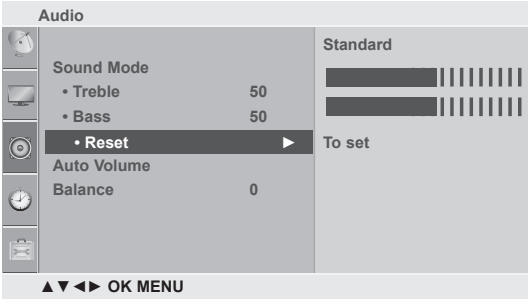 Audio
Standard
Sound Mode
• Treble 50
• Bass 50
• Reset ► To set
Auto Volume
Balance 0
▲▼◄► OK MENU